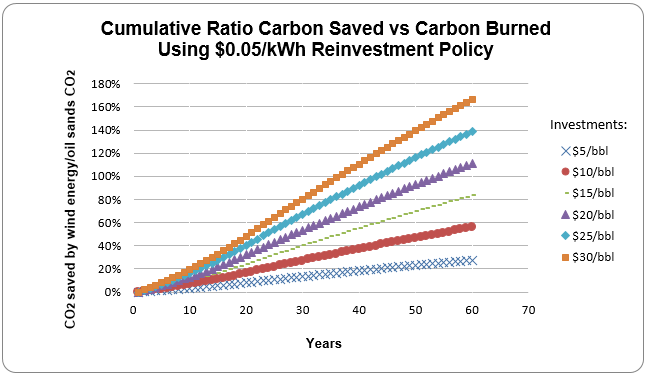 Cumulative Ratio Carbon Saved vs Carbon Burned
Using $0.05/kWh Reinvestment Policy
CO2 saved by wind energy/oil sands CO2
180%
160%
140%
120%
100%
80%
60%
40%
20%
0%
0 10 20 30 40 50 60 70
Years
Investments:
$5/bbl
$10/bbl
$15/bbl
$20/bbl
$25/bbl
$30/bbl